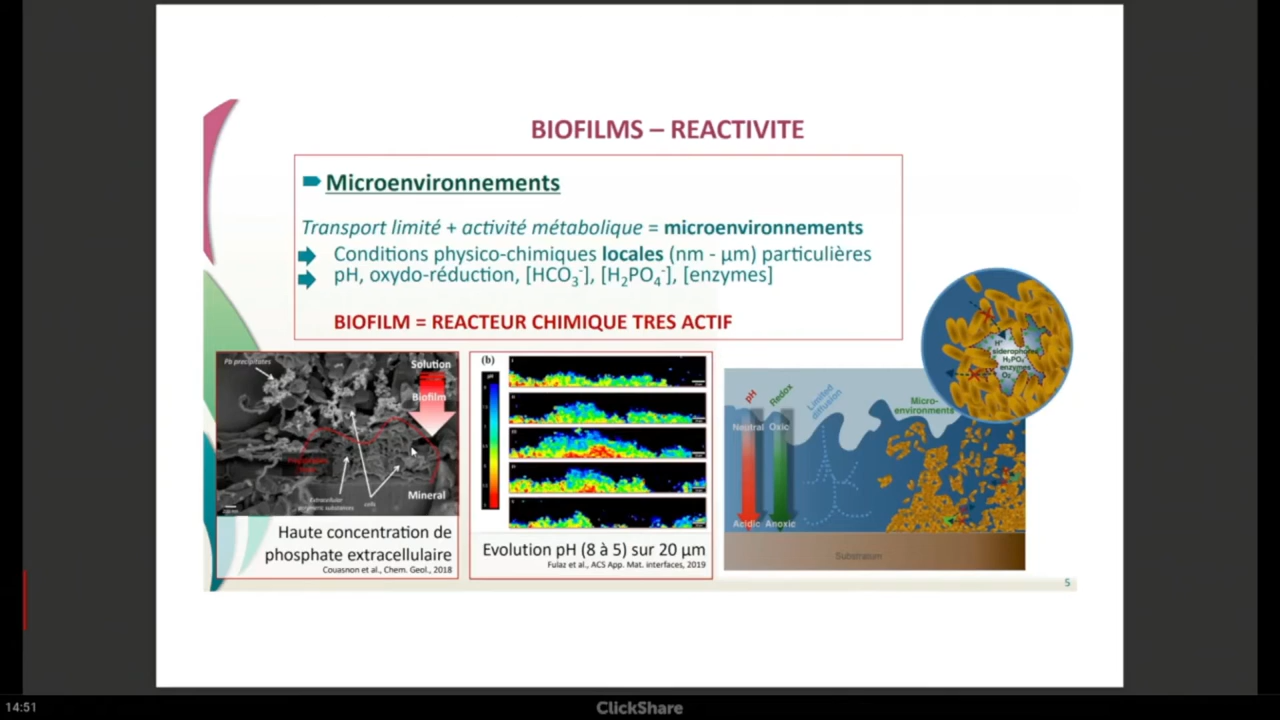 BIOFILMS – REACTIVITE
Microenvironnements
Transport limité + activité métabolique = microenvironnements
Conditions physico-chimiques locales (nm - µm) particulières
pH, oxydo-réduction, [HCO₃⁻], [H₂PO₄⁻], [enzymes]
BIOFILM = REACTEUR CHIMIQUE TRES ACTIF
Pb precipitates
Solution
Biofilm
Extracellular
polymeric substances
cells
Mineral
Haute concentration de
phosphate extracellulaire
Couasnon et al., Chem. Geol., 2018
(b)
pH
Evolution pH (8 à 5) sur 20 µm
Fulaz et al., ACS App. Mat. interfaces, 2019
pH
Redox
Limited
diffusion
Micro-
environments
Neutral
Oxic
Acidic
Anoxic
Substratum
H⁺
siderophores
H₂PO₄⁻
enzymes
O₂
5
14:51
ClickShare